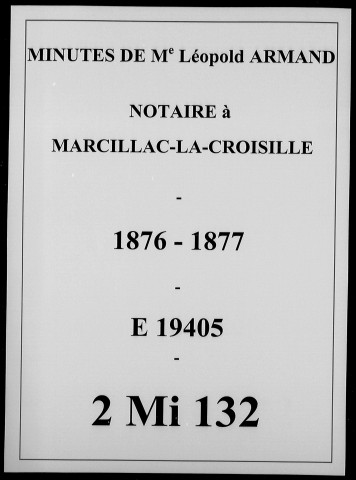 MINUTES DE Mᵉ Léopold ARMAND
NOTAIRE à
MARCILLAC-LA-CROISILLE
-
1876 - 1877
-
E 19405
-
2 Mi 132